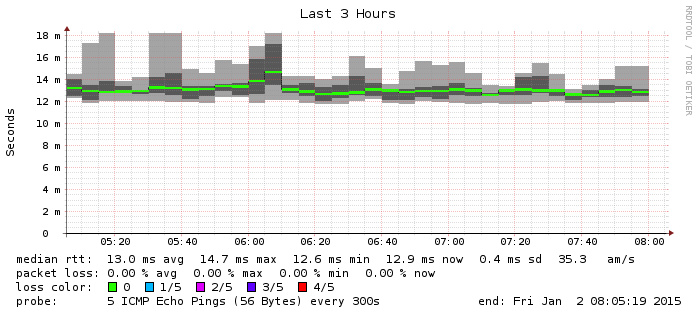 Last 3 Hours
RRDTOOL / TOBI OETIKER
Seconds
18 m
16 m
14 m
12 m
10 m
8 m
6 m
4 m
2 m
0
05:20 05:40 06:00 06:20 06:40 07:00 07:20 07:40 08:00
median rtt: 13.0 ms avg 14.7 ms max 12.6 ms min 12.9 ms now 0.4 ms sd 35.3 am/s
packet loss: 0.00 % avg 0.00 % max 0.00 % min 0.00 % now
loss color: 0 1/5 2/5 3/5 4/5
probe: 5 ICMP Echo Pings (56 Bytes) every 300s end: Fri Jan 2 08:05:19 2015